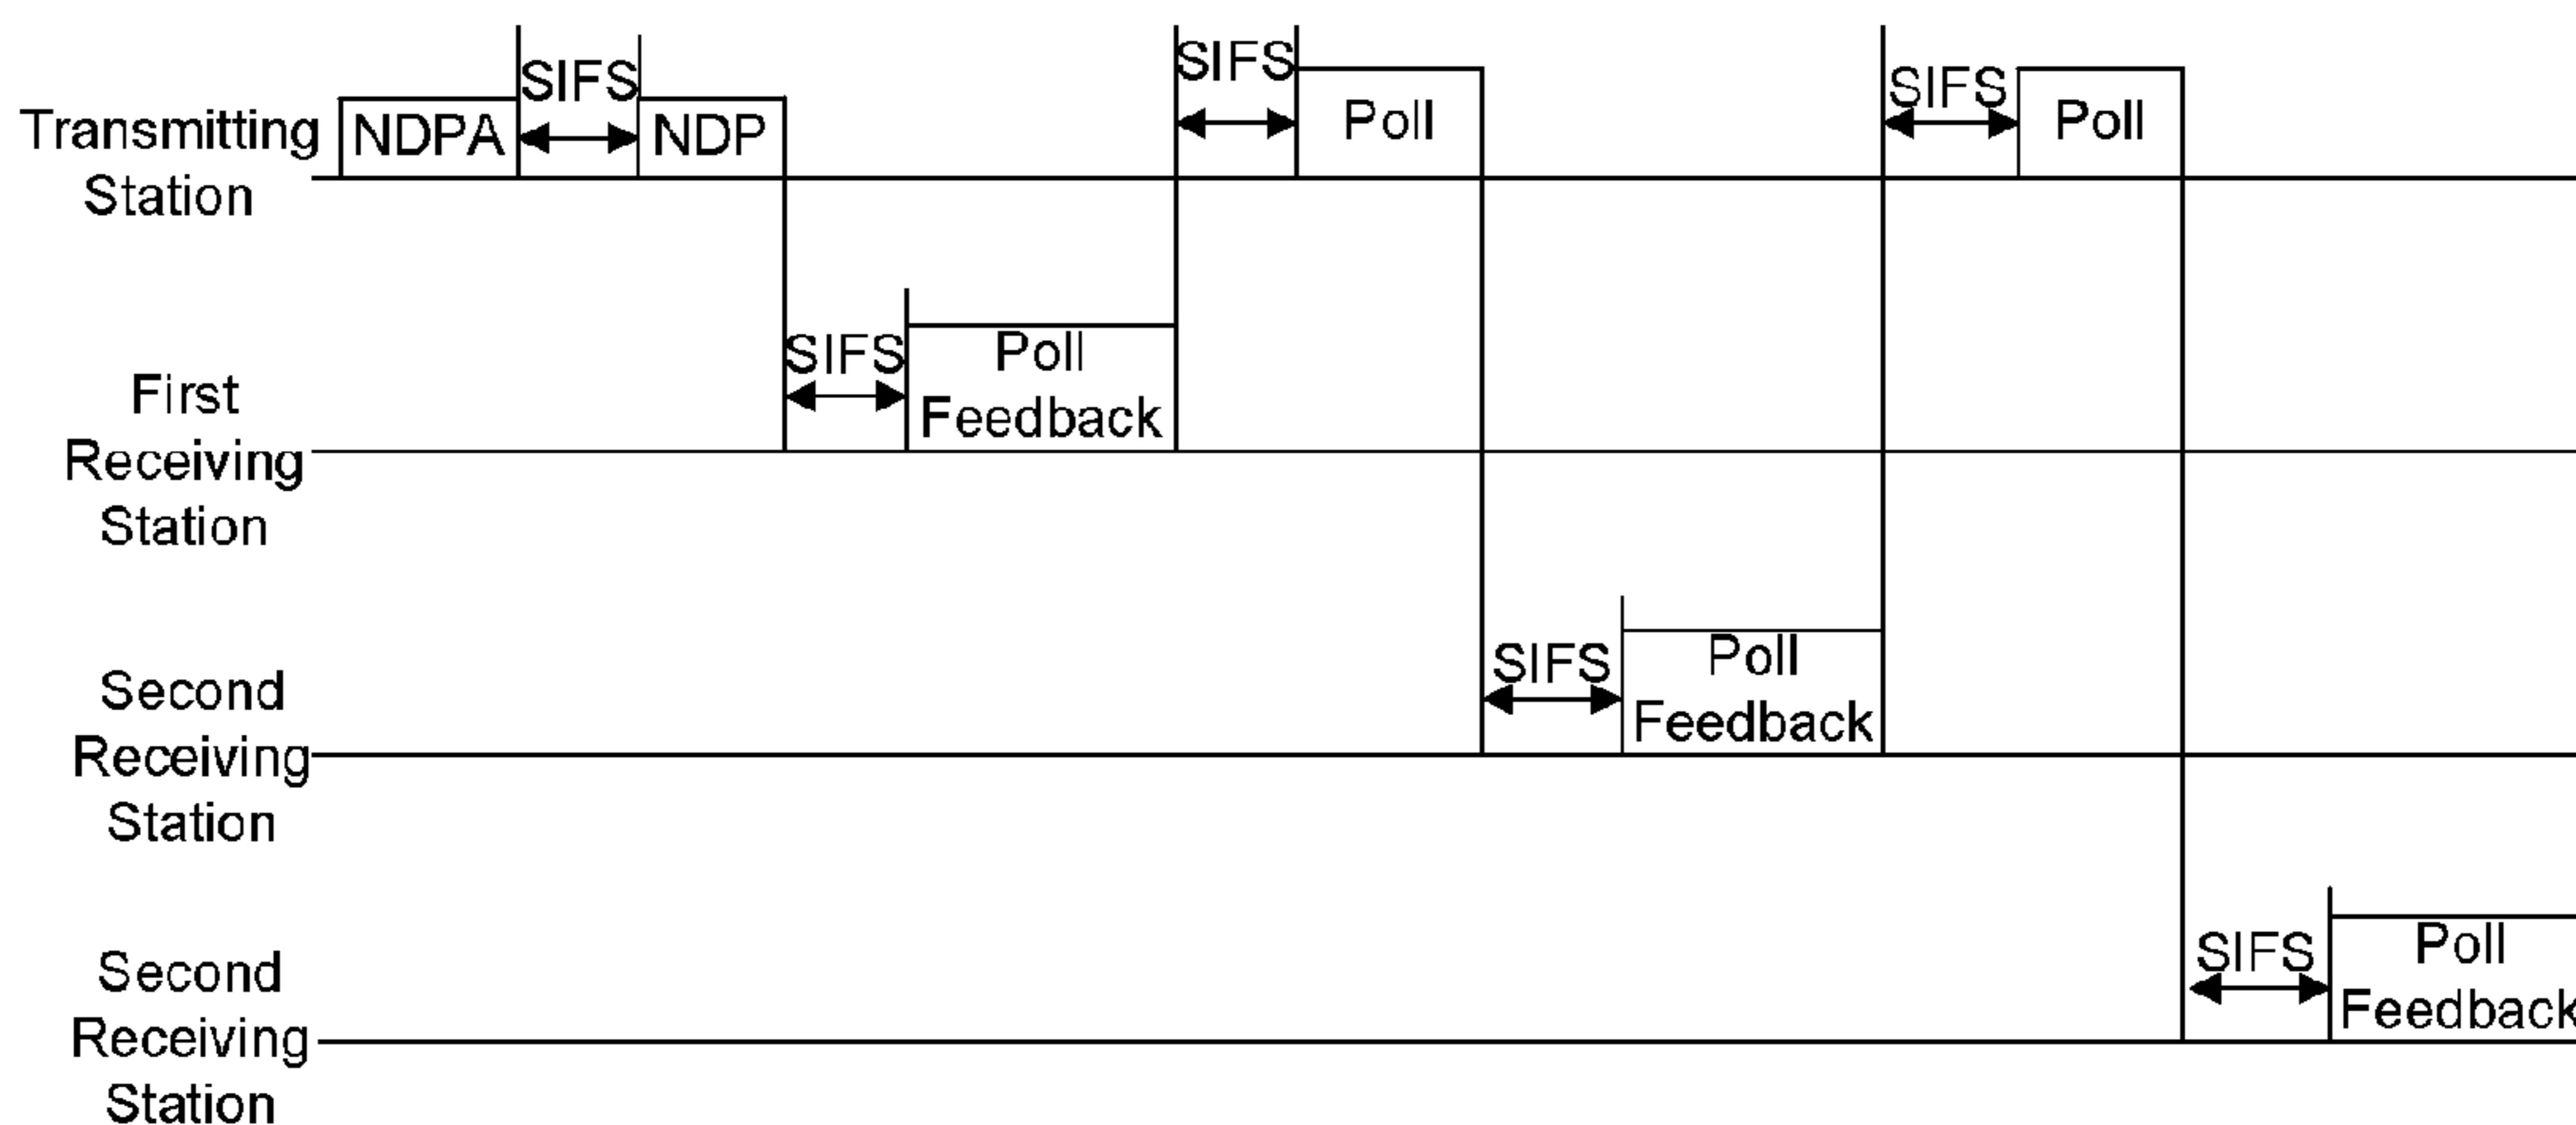 SIFS
SIFS
SIFS
Transmitting
Station
NDPA
NDP
Poll
Poll
SIFS
Poll
Feedback
First
Receiving
Station
SIFS
Poll
Feedback
Second
Receiving
Station
SIFS
Poll
Feedback
Second
Receiving
Station